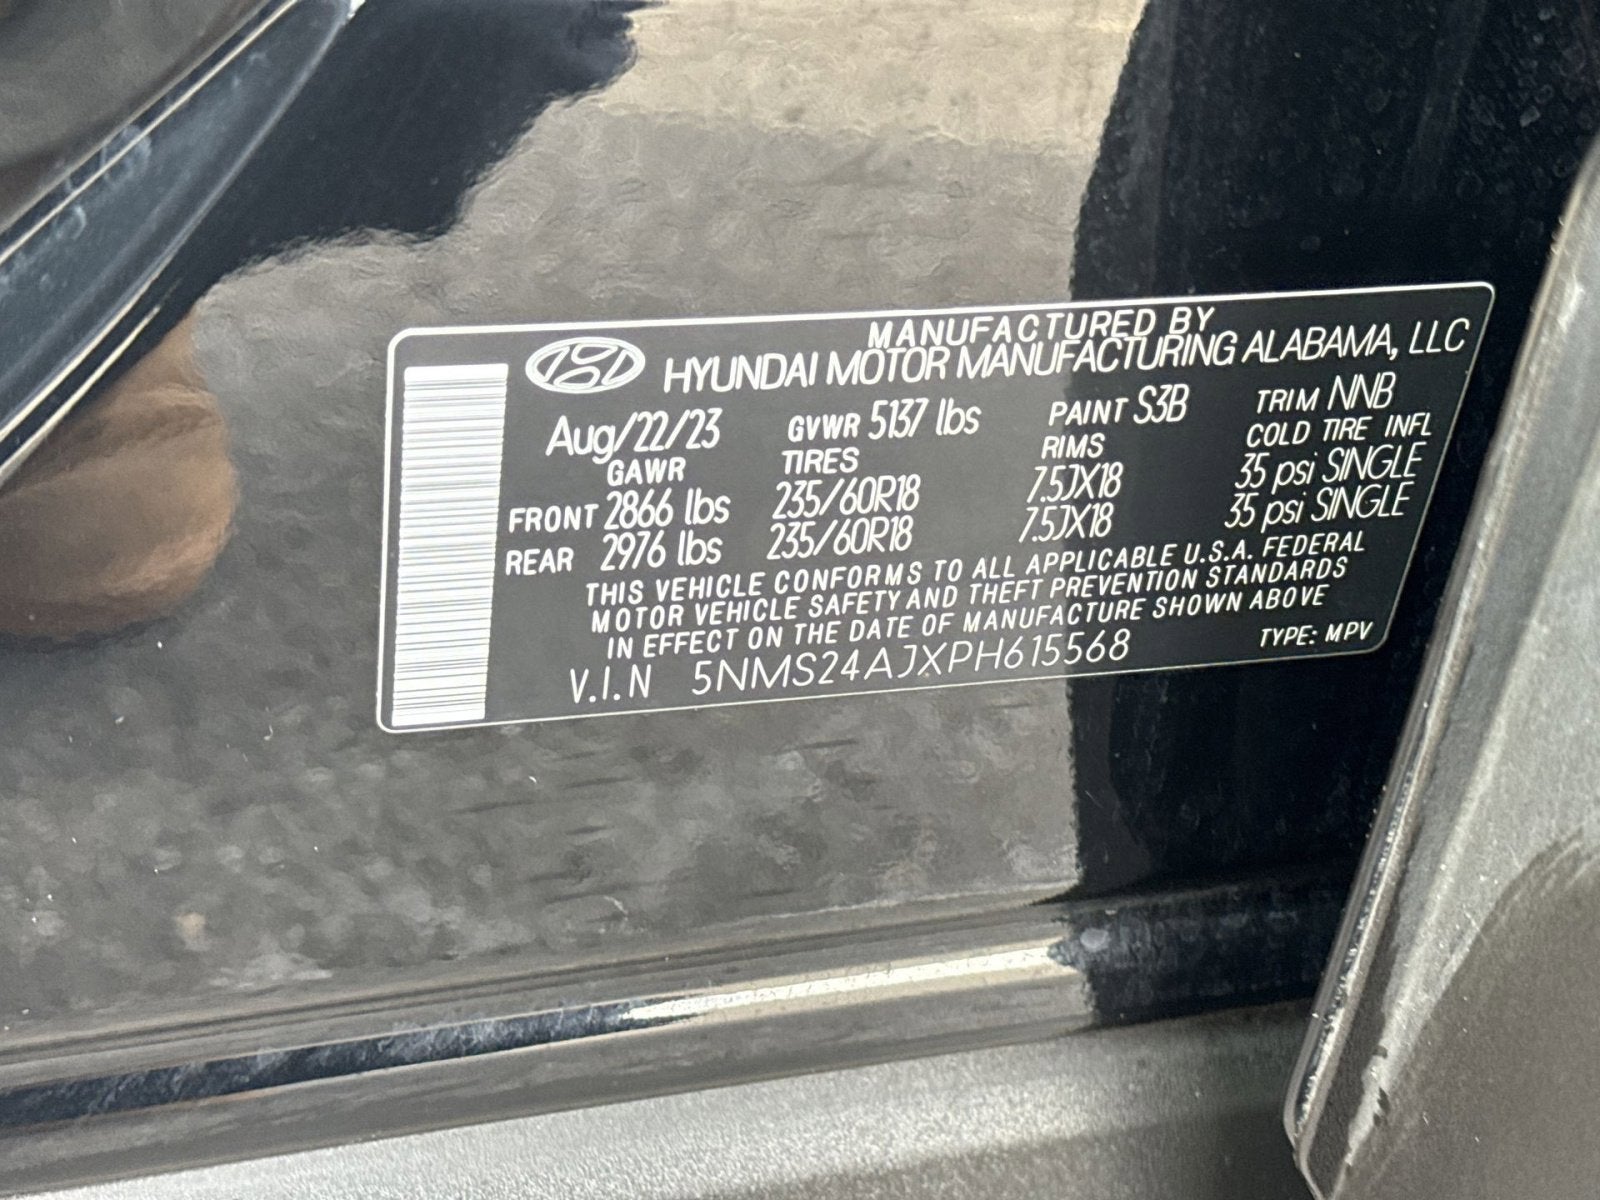 MANUFACTURED BY
HYUNDAI MOTOR MANUFACTURING ALABAMA, LLC
Aug/22/23 GVWR 5137 lbs PAINT S3B TRIM NNB
GAWR TIRES RIMS COLD TIRE INFL
FRONT 2866 lbs 235/60R18 7.5JX18 35 psi SINGLE
REAR 2976 lbs 235/60R18 7.5JX18 35 psi SINGLE
THIS VEHICLE CONFORMS TO ALL APPLICABLE U.S.A. FEDERAL
MOTOR VEHICLE SAFETY AND THEFT PREVENTION STANDARDS
IN EFFECT ON THE DATE OF MANUFACTURE SHOWN ABOVE
V.I.N 5NMS24AJXPH615568 TYPE: MPV